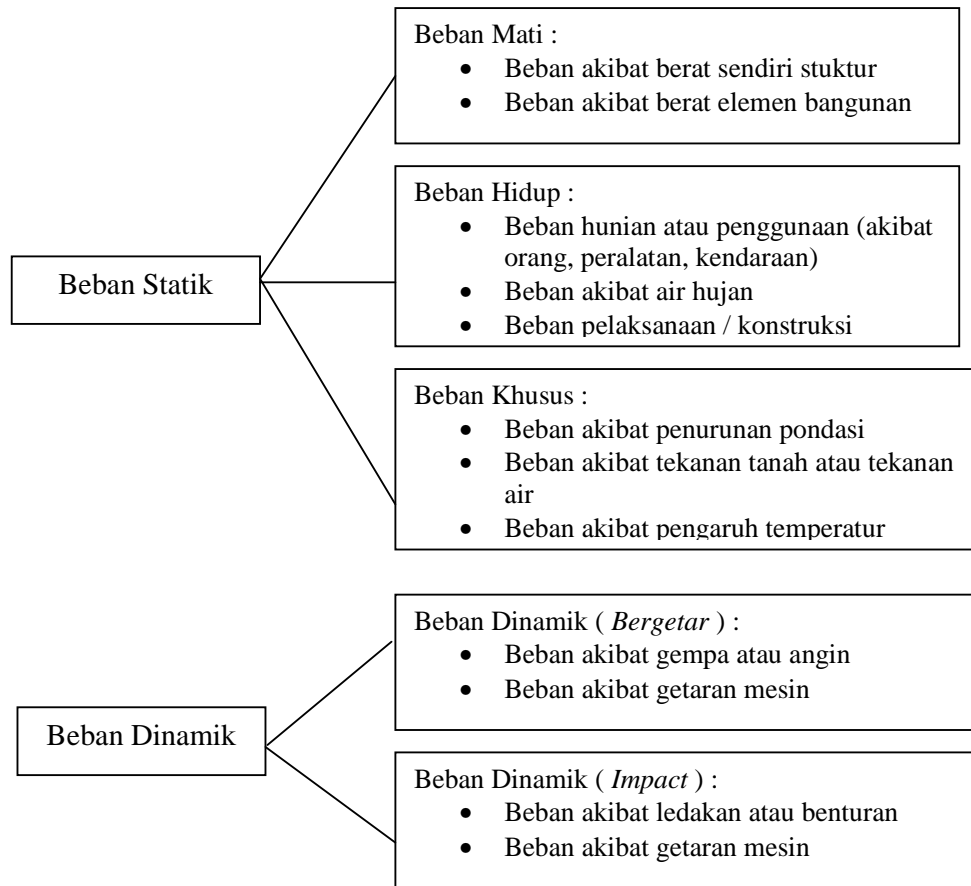 Beban Mati :
• Beban akibat berat sendiri stuktur
• Beban akibat berat elemen bangunan
Beban Hidup :
• Beban hunian atau penggunaan (akibat
orang, peralatan, kendaraan)
• Beban akibat air hujan
• Beban pelaksanaan / konstruksi
Beban Statik
Beban Khusus :
• Beban akibat penurunan pondasi
• Beban akibat tekanan tanah atau tekanan
air
• Beban akibat pengaruh temperatur
Beban Dinamik ( Bergetar ) :
• Beban akibat gempa atau angin
• Beban akibat getaran mesin
Beban Dinamik
Beban Dinamik ( Impact ) :
• Beban akibat ledakan atau benturan
• Beban akibat getaran mesin